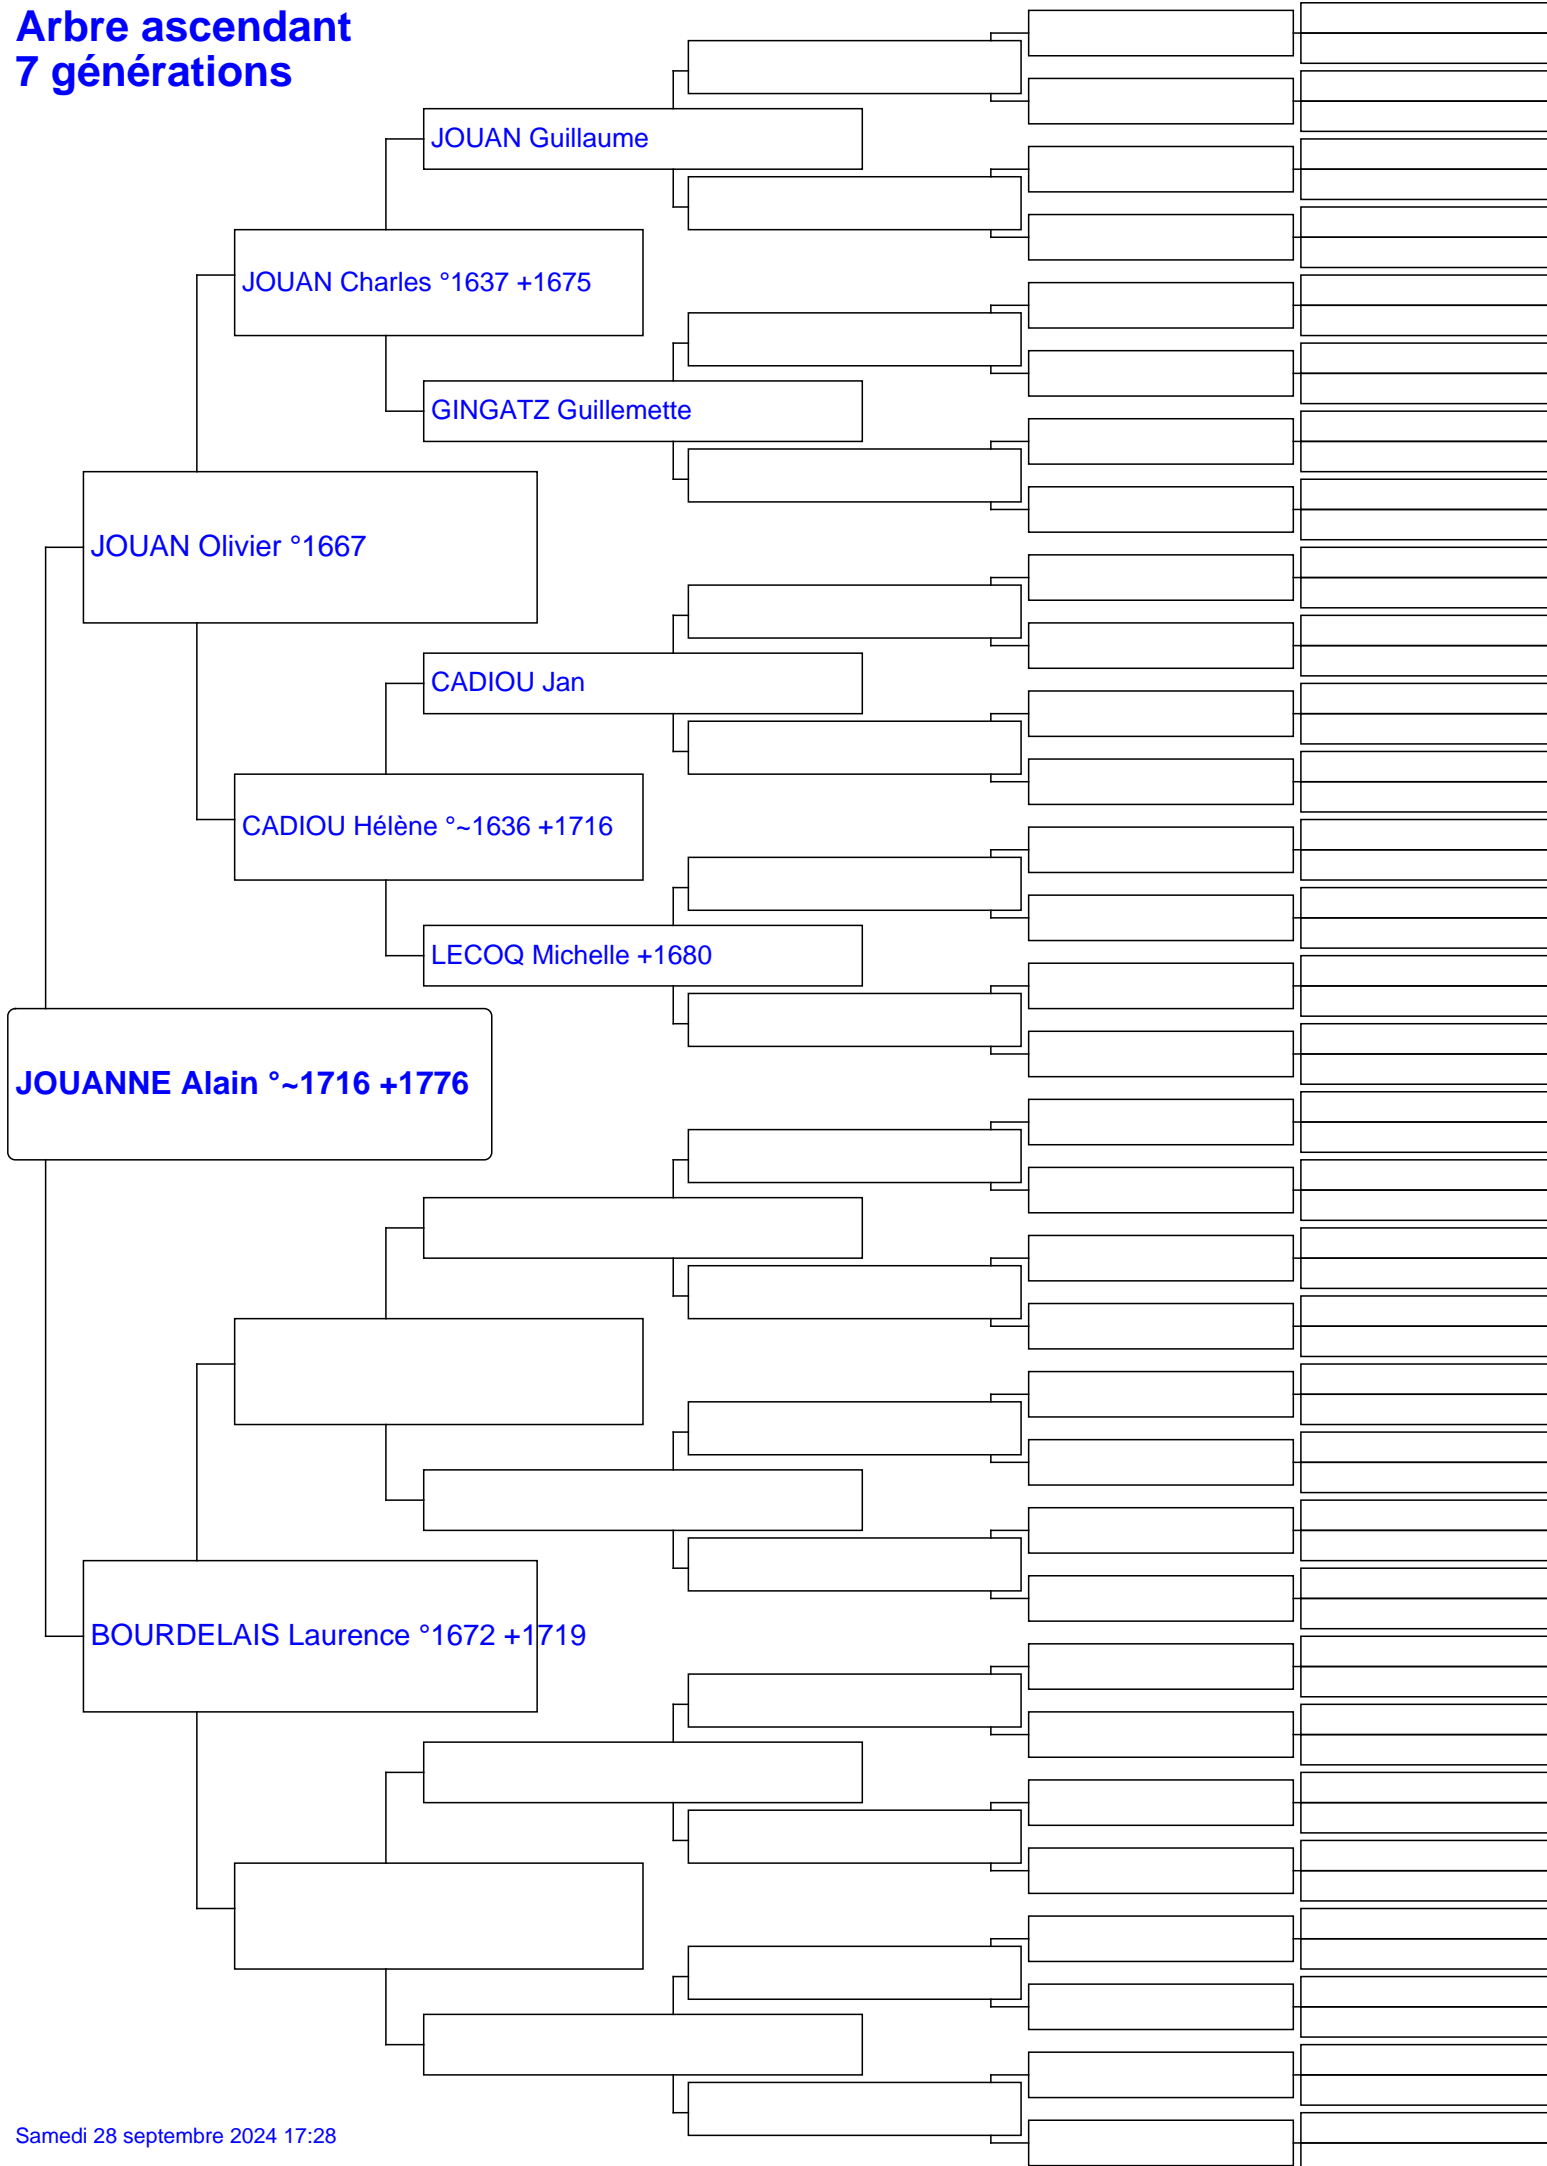 Arbre ascendant
7 générations
JOUAN Guillaume
JOUAN Charles °1637 +1675
GINGATZ Guillemette
JOUAN Olivier °1667
CADIOU Jan
CADIOU Hélène °~1636 +1716
LECOQ Michelle +1680
JOUANNE Alain °~1716 +1776
BOURDELAIS Laurence °1672 +1719
Samedi 28 septembre 2024 17:28